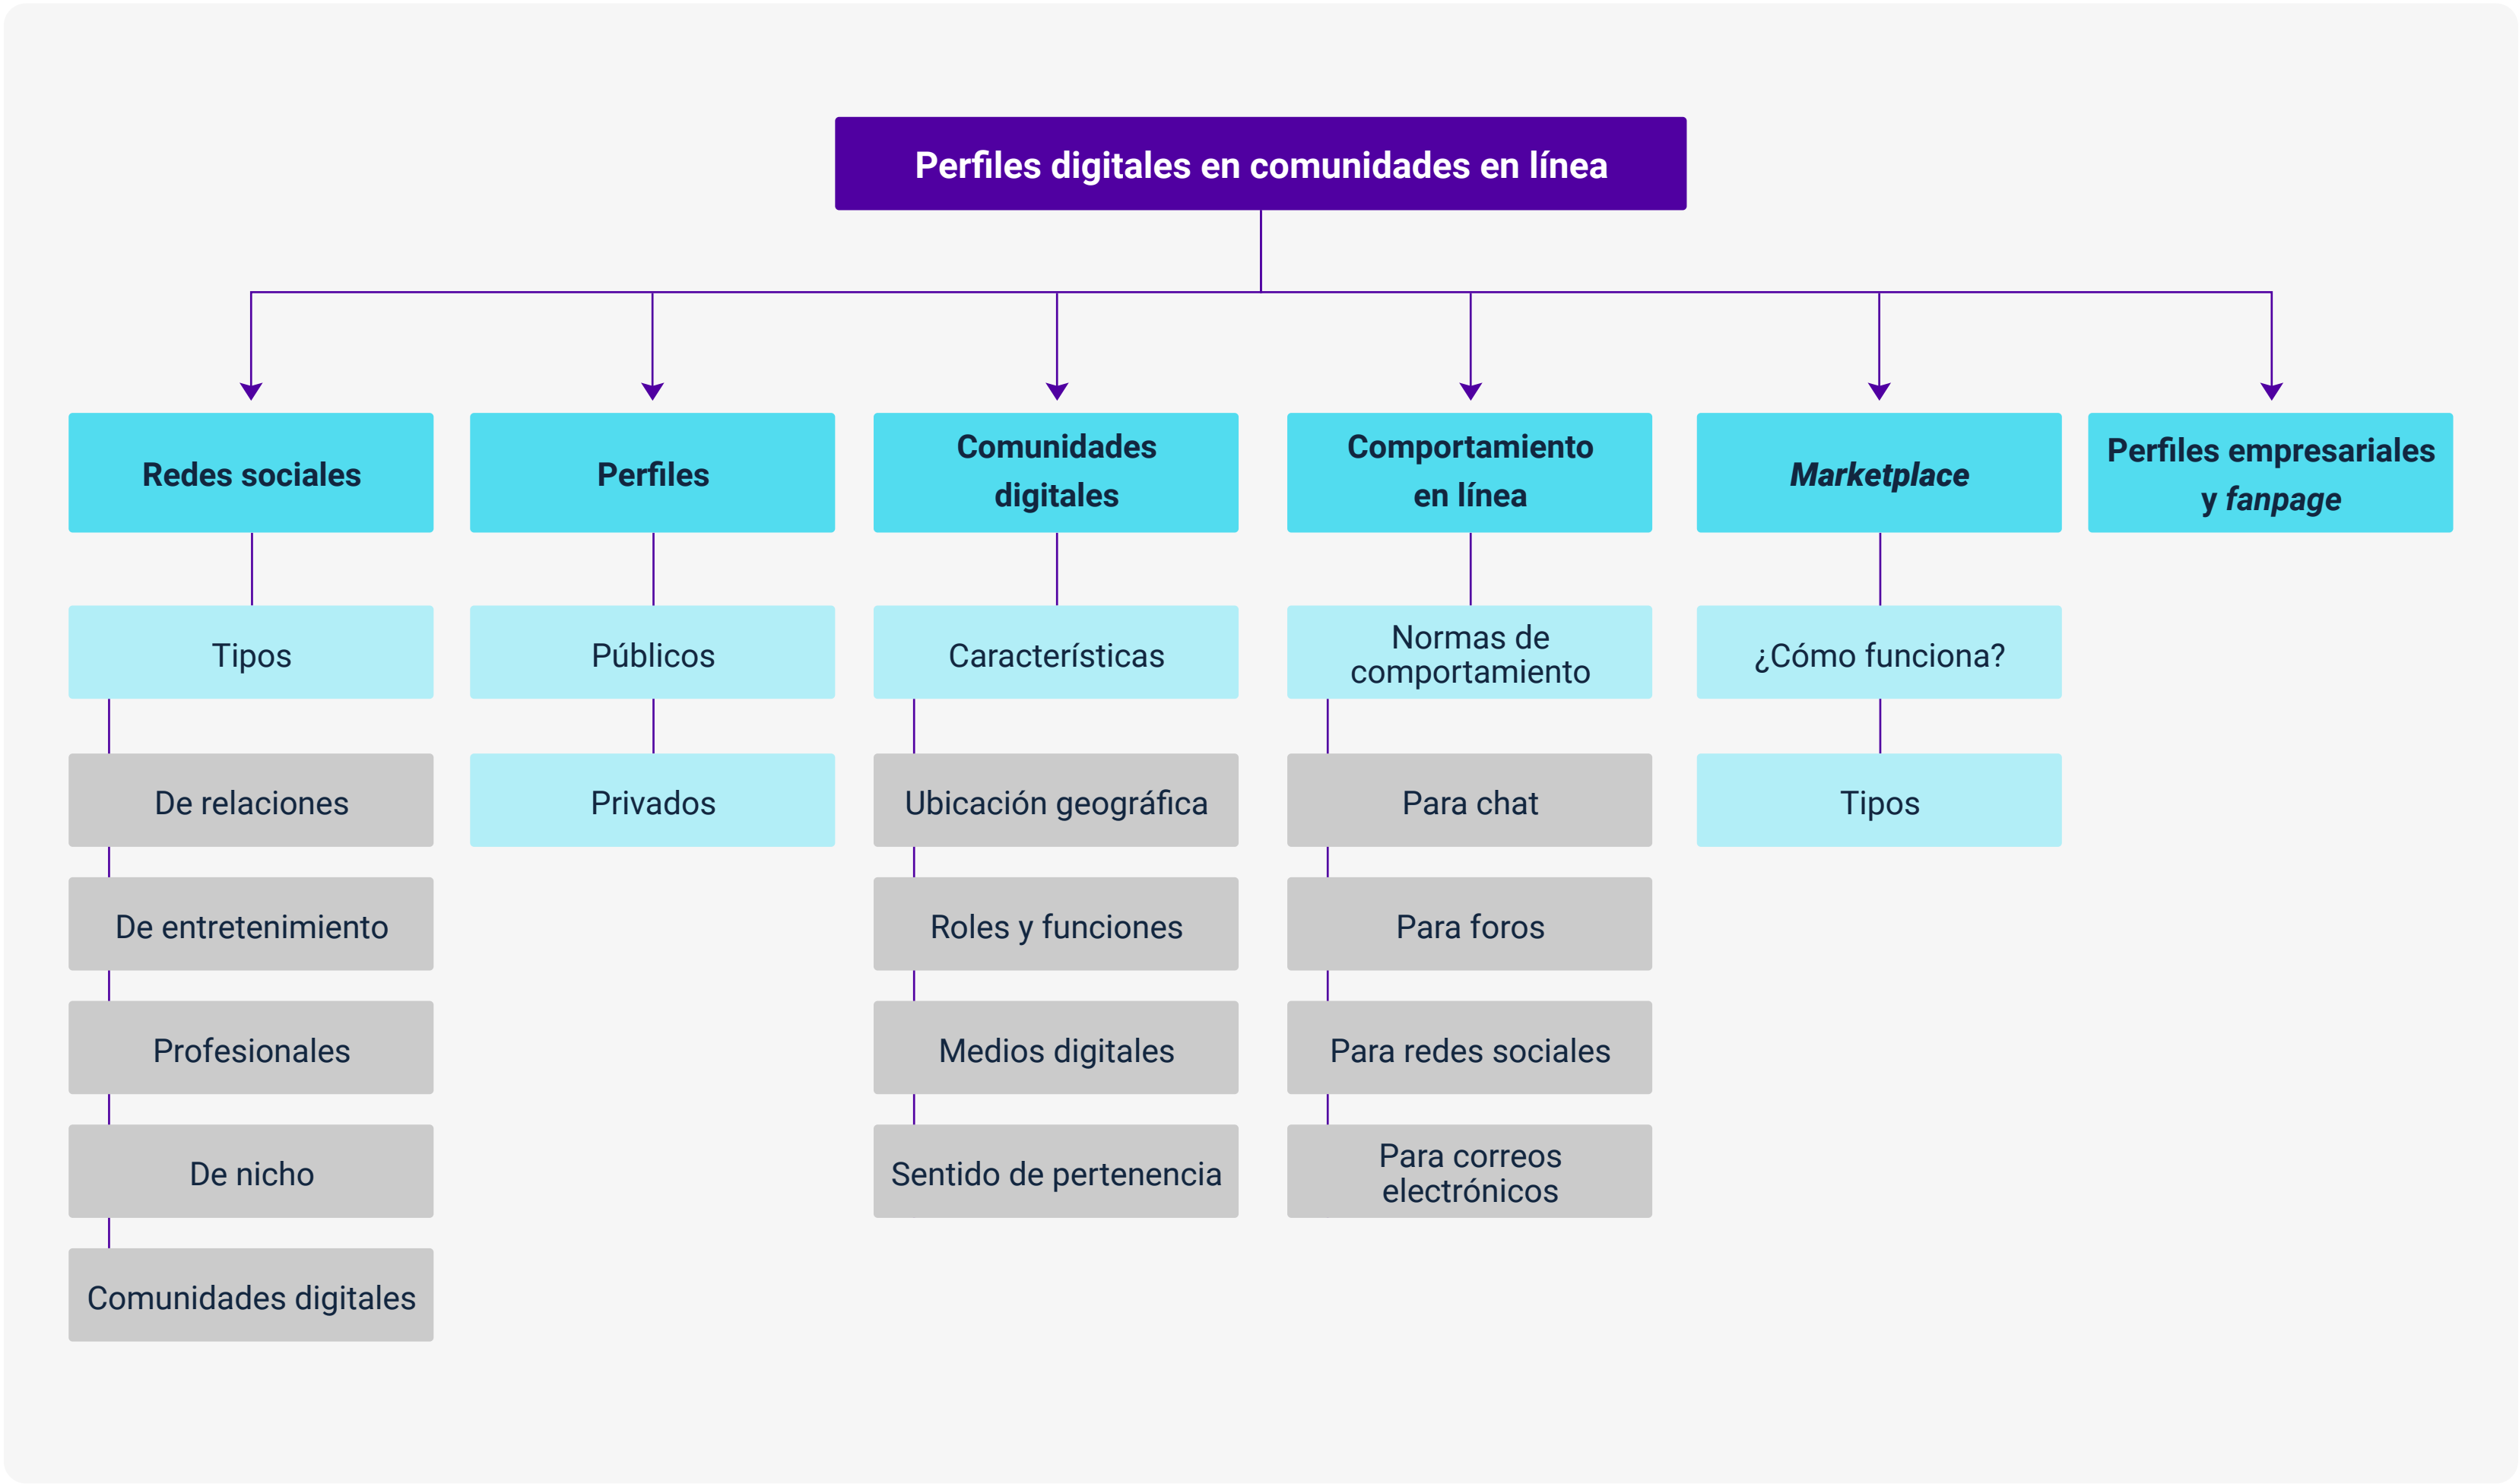 Perfiles digitales en comunidades en línea
Redes sociales
Tipos
De relaciones
De entretenimiento
Profesionales
De nicho
Comunidades digitales
Perfiles
Públicos
Privados
Comunidades
digitales
Características
Ubicación geográfica
Roles y funciones
Medios digitales
Sentido de pertenencia
Comportamiento
en línea
Normas de
comportamiento
Para chat
Para foros
Para redes sociales
Para correos
electrónicos
Marketplace
¿Cómo funciona?
Tipos
Perfiles empresariales
y fanpage